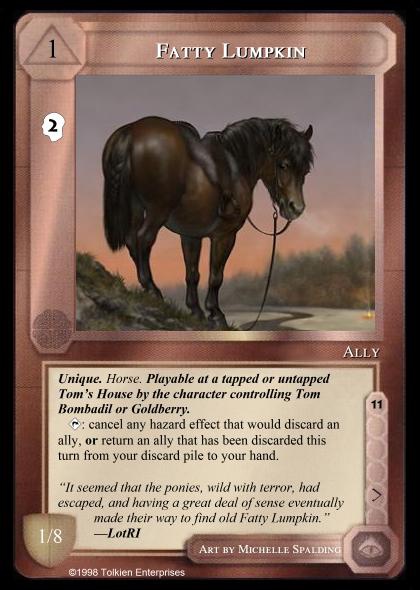 1
FATTY LUMPKIN
2
ALLY
Unique. Horse. Playable at a tapped or untapped
Tom's House by the character controlling Tom
Bombadil or Goldberry.
: cancel any hazard effect that would discard an
ally, or return an ally that has been discarded this
turn from your discard pile to your hand.
11
"It seemed that the ponies, wild with terror, had
escaped, and having a great deal of sense eventually
made their way to find old Fatty Lumpkin."
—LotRI
1/8
ART BY MICHELLE SPALDING
©1998 Tolkien Enterprises